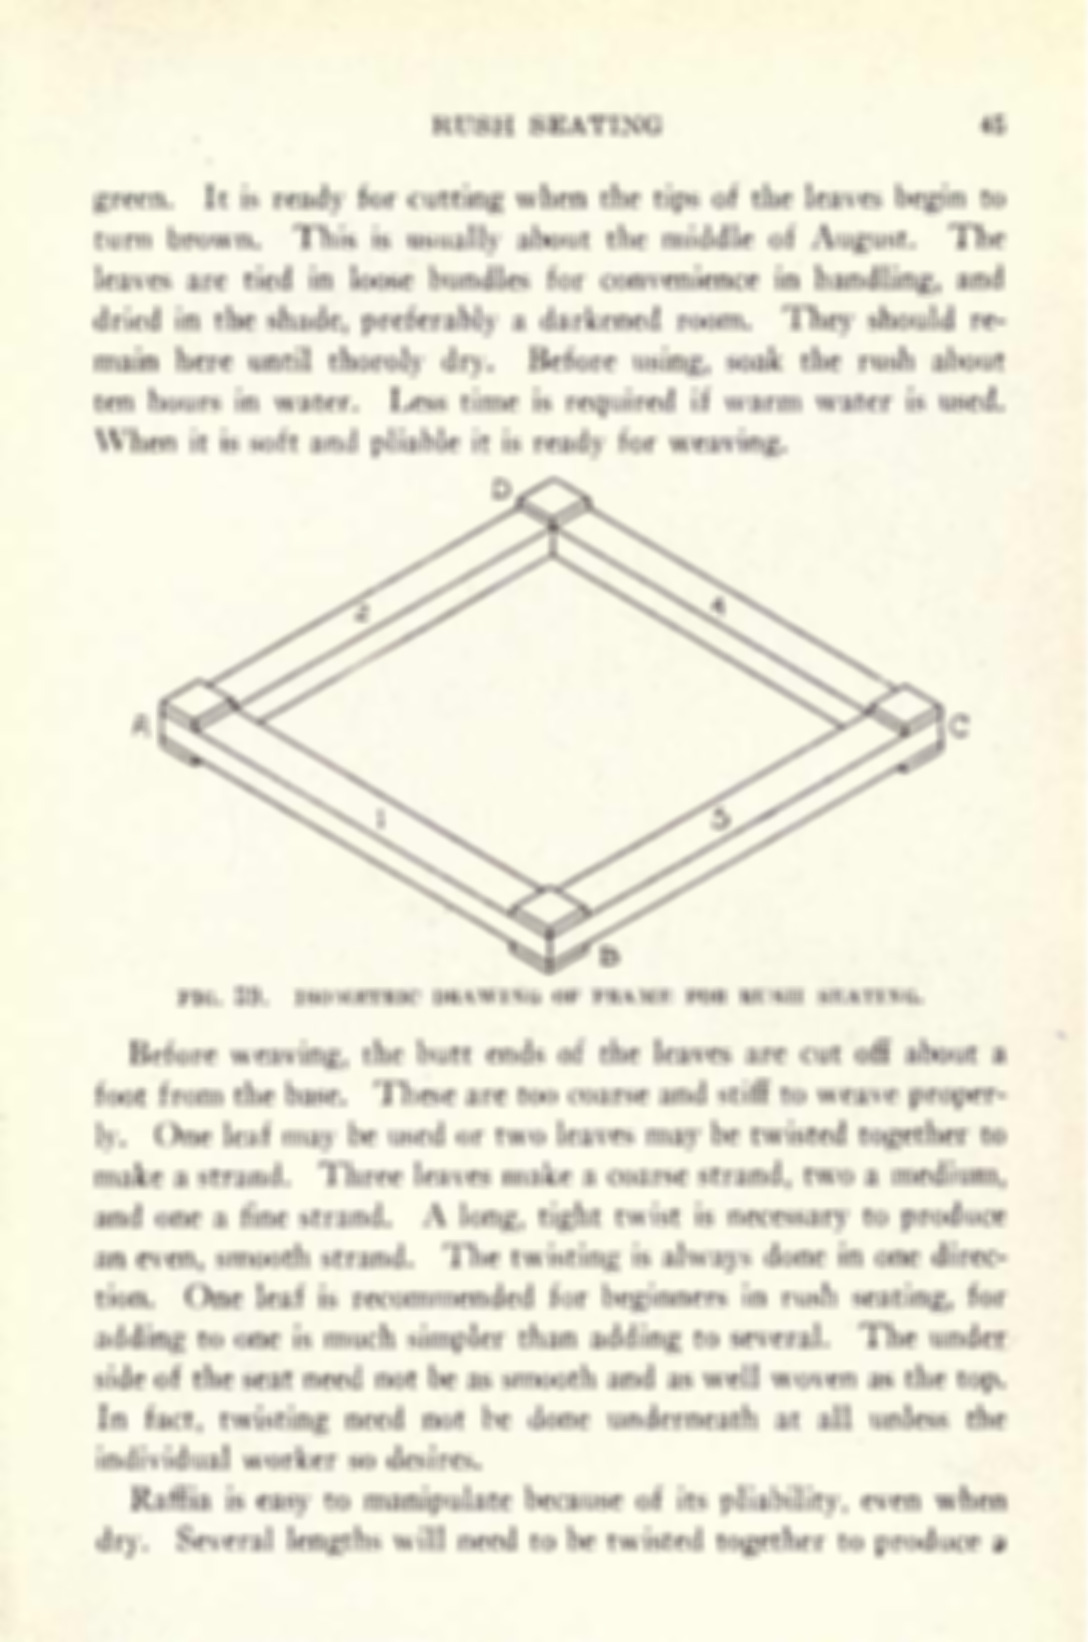 RUSH SEATING 45
green. It is ready for cutting when the tips of the leaves begin to
turn brown. This is usually about the middle of August. The
leaves are tied in loose bundles for convenience in handling, and
dried in the shade, preferably a darkened room. They should re-
main here until thoroly dry. Before using, soak the rush about
ten hours in water. Less time is required if warm water is used.
When it is soft and pliable it is ready for weaving.
D
2
4
A
C
1
3
B
FIG. 39. ISOMETRIC DRAWING OF FRAME FOR RUSH SEATING.
Before weaving, the butt ends of the leaves are cut off about a
foot from the base. These are too coarse and stiff to weave proper-
ly. One leaf may be used or two leaves may be twisted together to
make a strand. Three leaves make a coarse strand, two a medium,
and one a fine strand. A long, tight twist is necessary to produce
an even, smooth strand. The twisting is always done in one direc-
tion. One leaf is recommended for beginners in rush seating, for
adding to one is much simpler than adding to several. The under
side of the seat need not be as smooth and as well woven as the top.
In fact, twisting need not be done underneath at all unless the
individual worker so desires.
Raffia is easy to manipulate because of its pliability, even when
dry. Several lengths will need to be twisted together to produce a